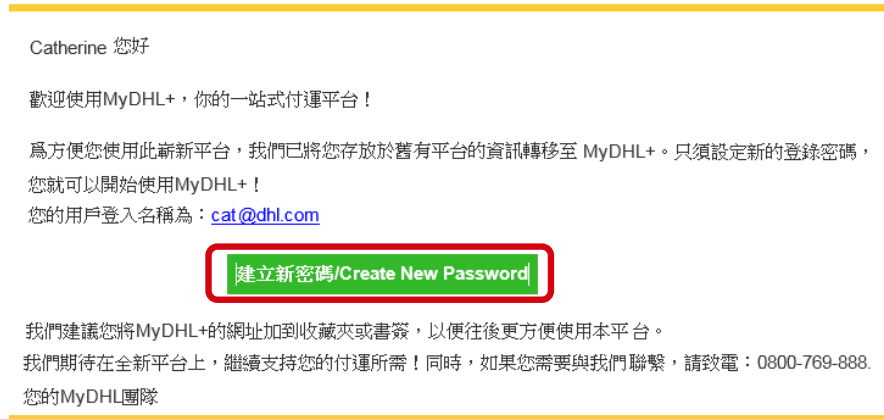 Catherine 您好
歡迎使用MyDHL+，你的一站式付運平台！
爲方便您使用此嶄新平台，我們已將您存放於舊有平台的資訊轉移至 MyDHL+。只須設定新的登錄密碼，
您就可以開始使用MyDHL+！
您的用戶登入名稱為：cat@dhl.com
建立新密碼/Create New Password
我們建議您將MyDHL+的網址加到收藏夾或書簽，以便往後更方便使用本平台。
我們期待在全新平台上，繼續支持您的付運所需！同時，如果您需要與我們聯繫，請致電：0800-769-888.
您的MyDHL團隊